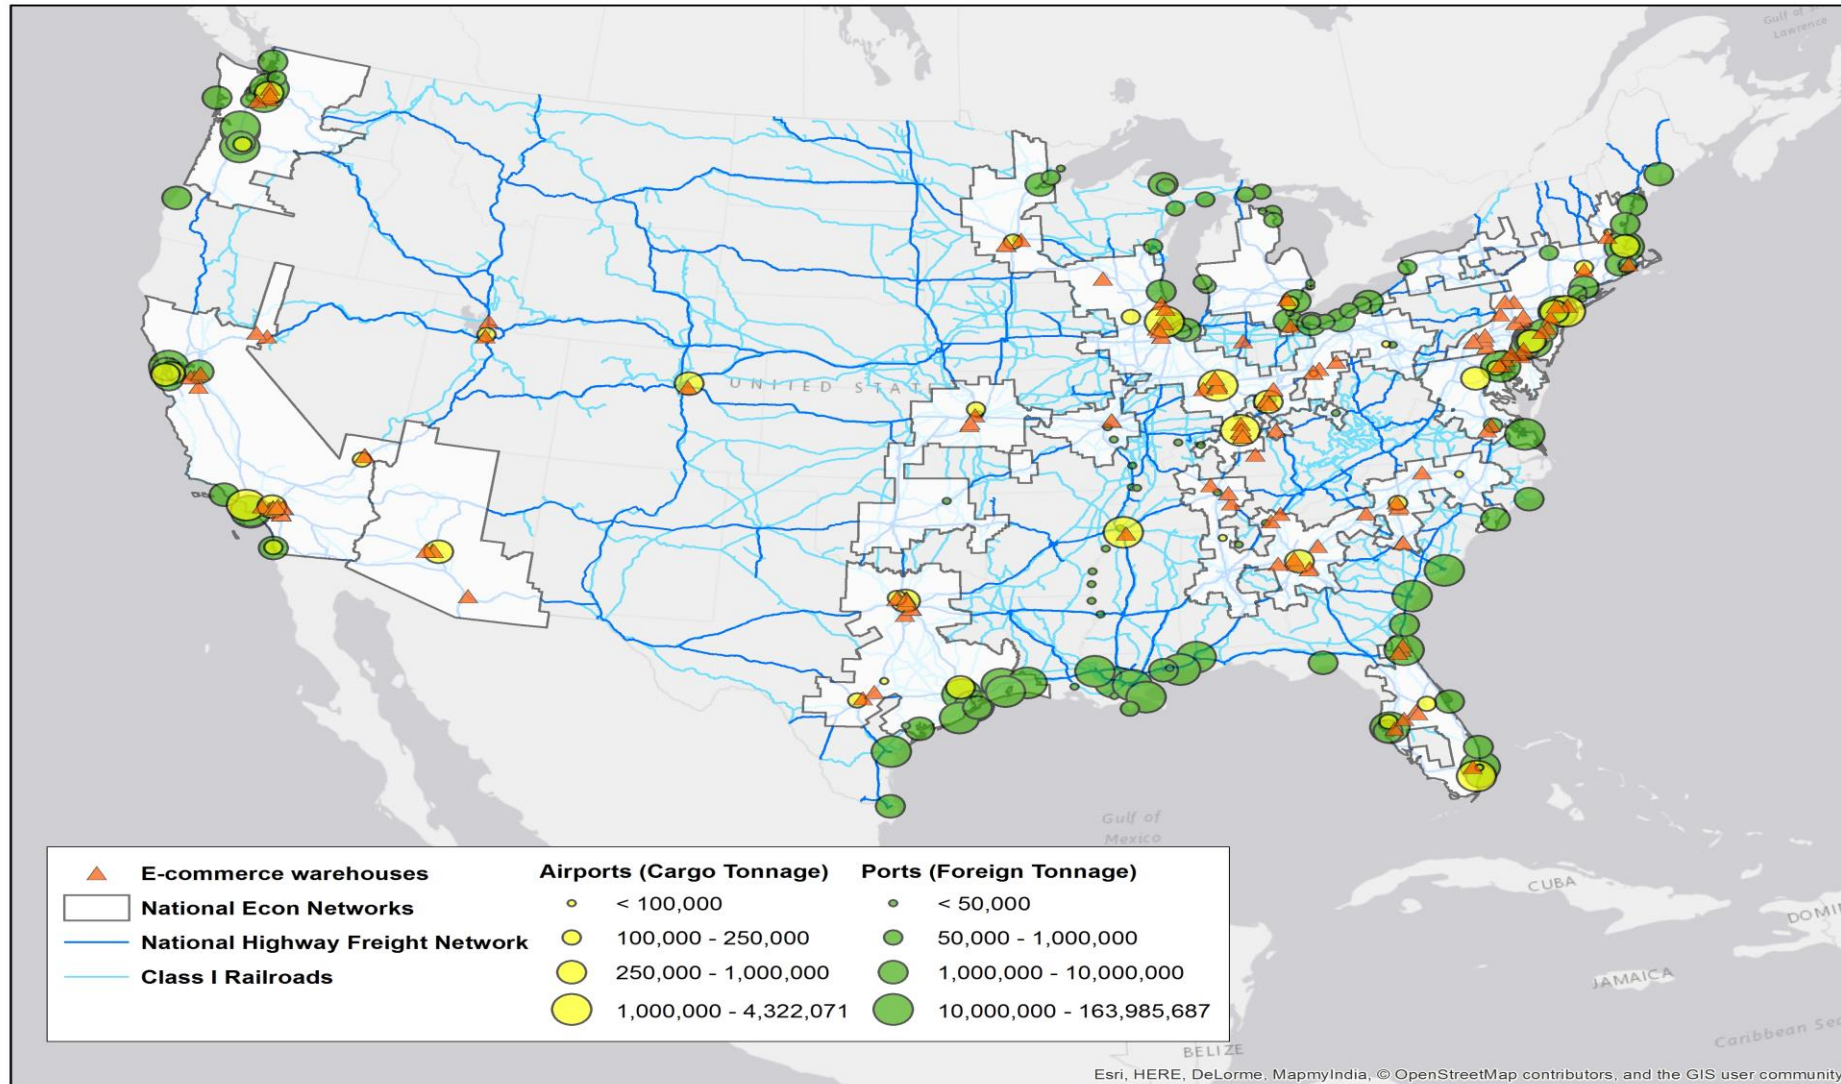 Gulf of
Lawrence
UNITED STATE
Gulf of
Mexico
CUBA
JAMAICA
BELIZE
E-commerce warehouses
National Econ Networks
National Highway Freight Network
Class I Railroads
Airports (Cargo Tonnage)
< 100,000
100,000 - 250,000
250,000 - 1,000,000
1,000,000 - 4,322,071
Ports (Foreign Tonnage)
< 50,000
50,000 - 1,000,000
1,000,000 - 10,000,000
10,000,000 - 163,985,687
Caribbean
Esri, HERE, DeLorme, MapmyIndia, © OpenStreetMap contributors, and the GIS user community